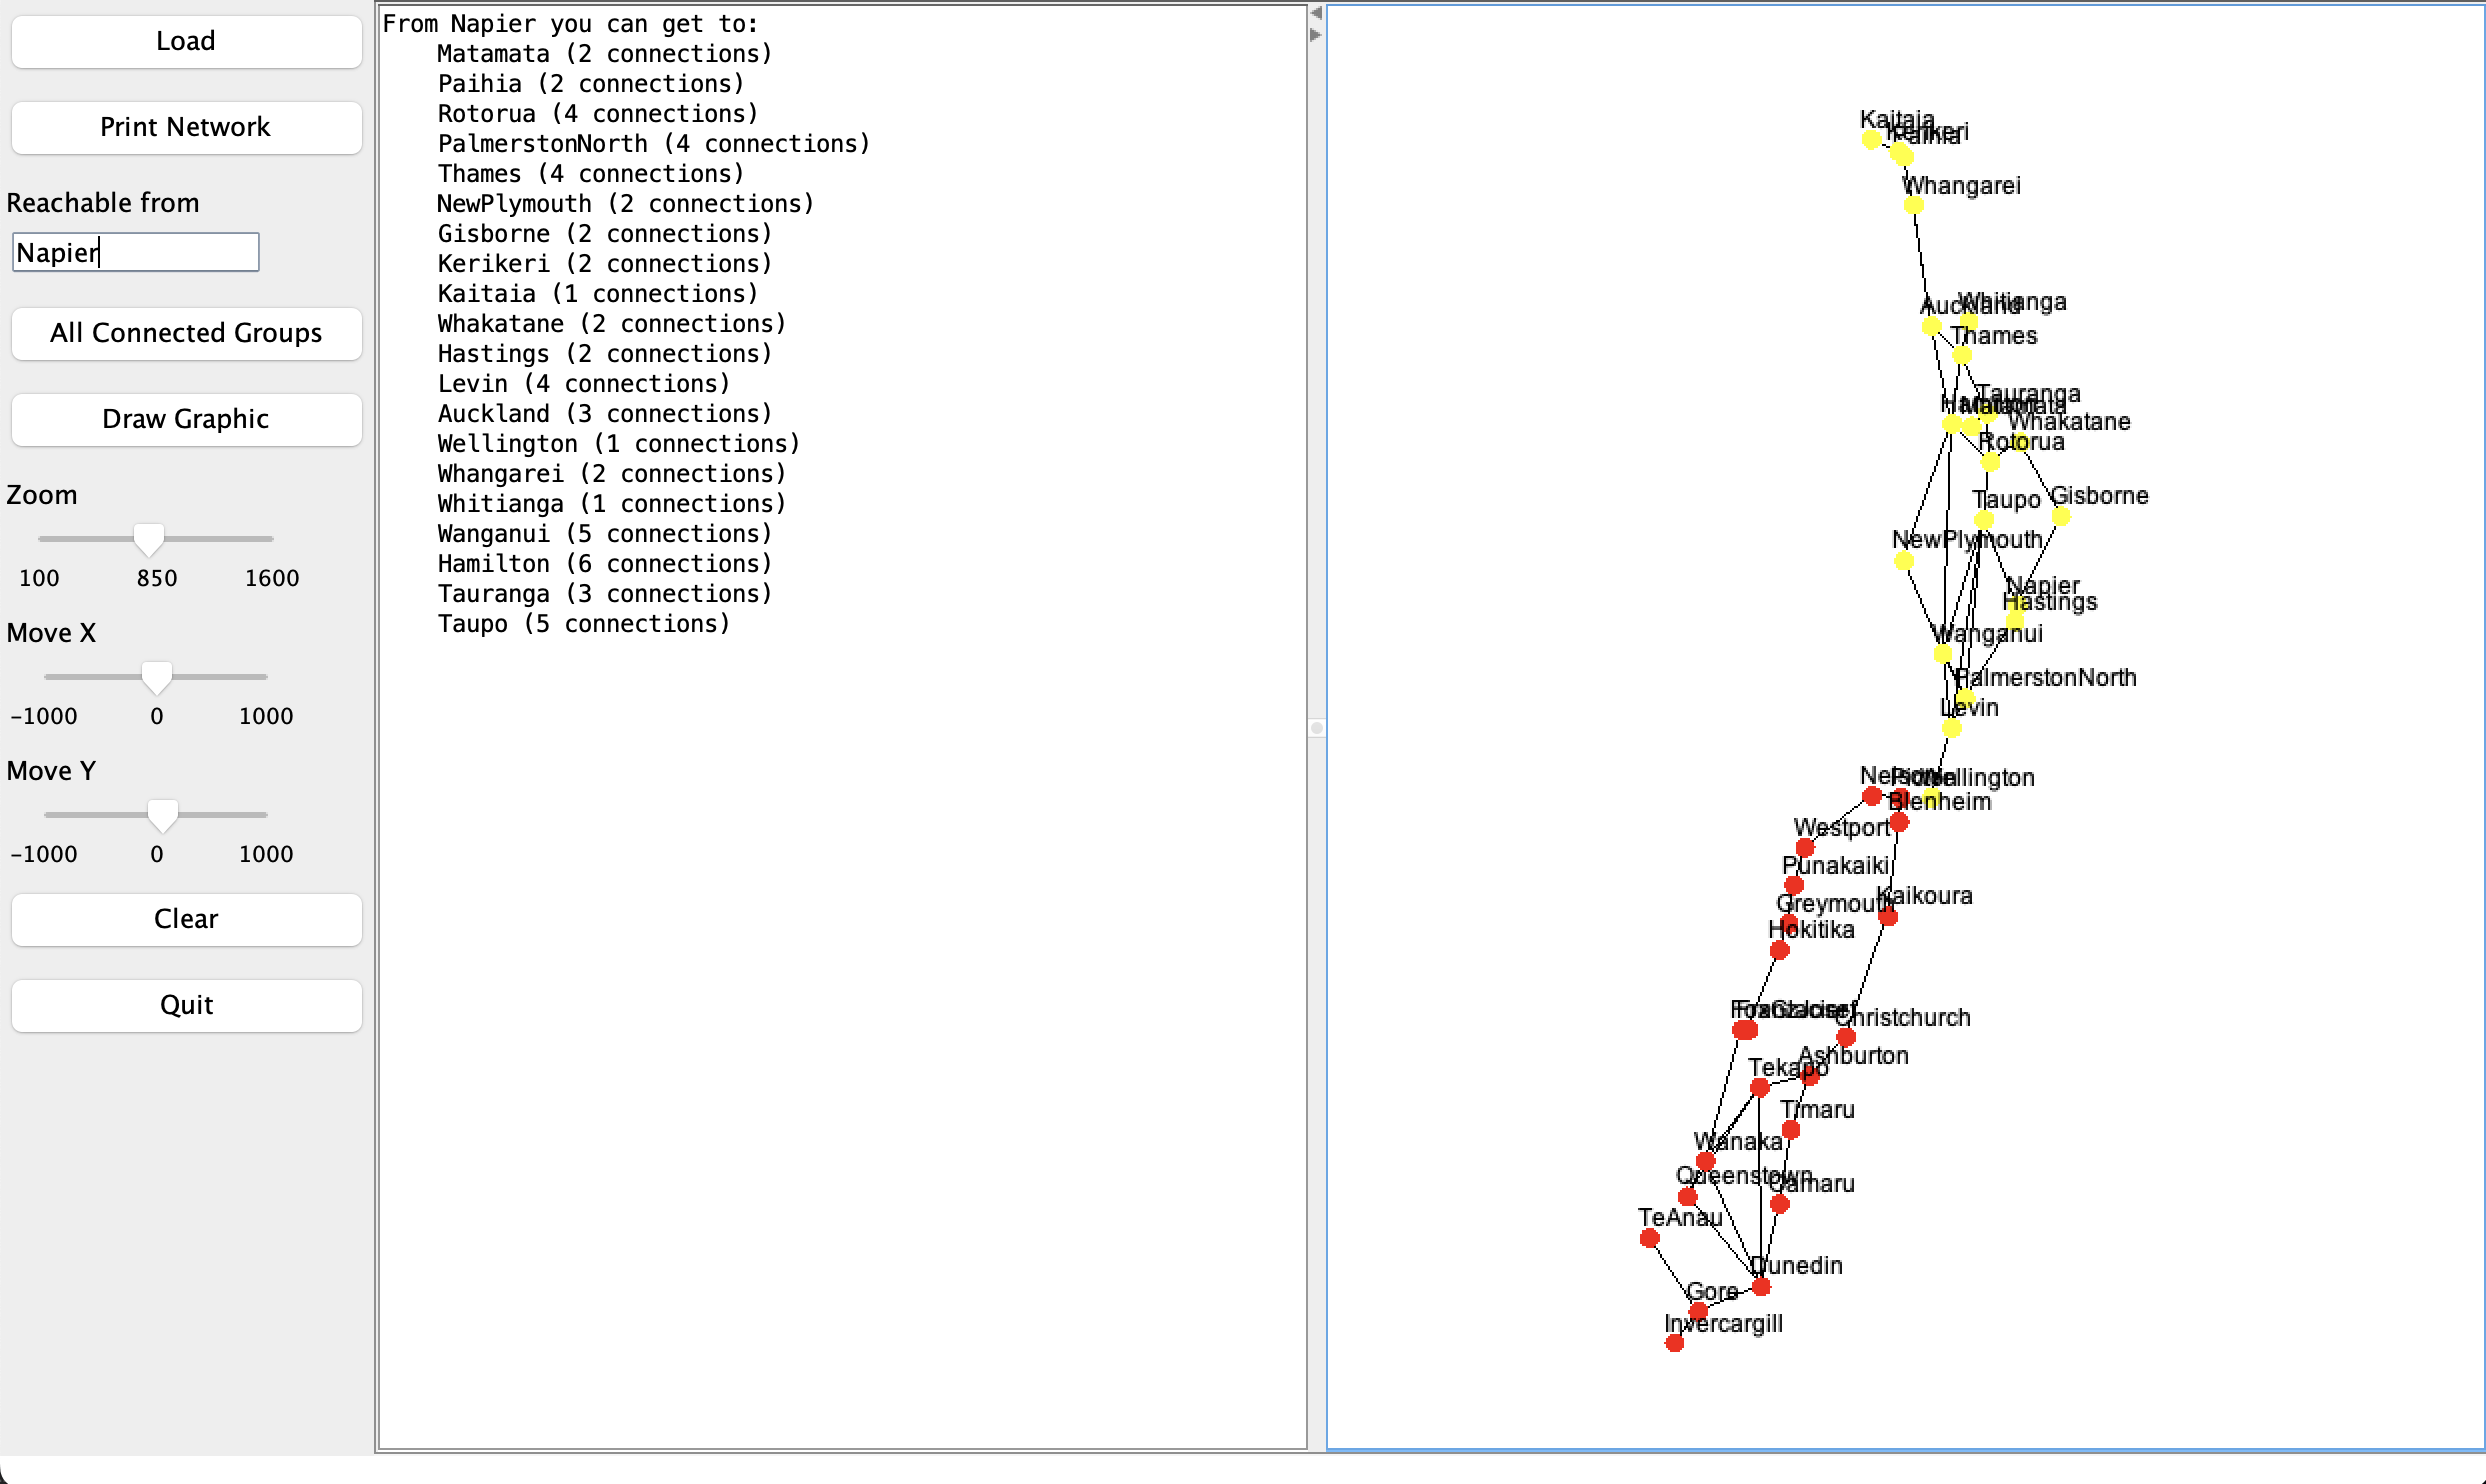 Load
Print Network
Reachable from
Napier
All Connected Groups
Draw Graphic
Zoom
100 850 1600
Move X
-1000 0 1000
Move Y
-1000 0 1000
Clear
Quit
From Napier you can get to:
Matamata (2 connections)
Paihia (2 connections)
Rotorua (4 connections)
PalmerstonNorth (4 connections)
Thames (4 connections)
NewPlymouth (2 connections)
Gisborne (2 connections)
Kerikeri (2 connections)
Kaitaia (1 connections)
Whakatane (2 connections)
Hastings (2 connections)
Levin (4 connections)
Auckland (3 connections)
Wellington (1 connections)
Whangarei (2 connections)
Whitianga (1 connections)
Wanganui (5 connections)
Hamilton (6 connections)
Tauranga (3 connections)
Taupo (5 connections)
Kaitaia
Kerikeri
Paihia
Whangarei
Whitianga
Auckland
Thames
Tauranga
Hamilton
Matamata
Whakatane
Rotorua
Taupo
Gisborne
NewPlymouth
Napier
Hastings
Wanganui
PalmerstonNorth
Levin
Nelson
Picton
Wellington
Blenheim
Westport
Punakaiki
Kaikoura
Greymouth
Hokitika
FoxGlacier
FranzJosef
Christchurch
Ashburton
Tekapo
Timaru
Wanaka
Queenstown
Oamaru
TeAnau
Dunedin
Gore
Invercargill